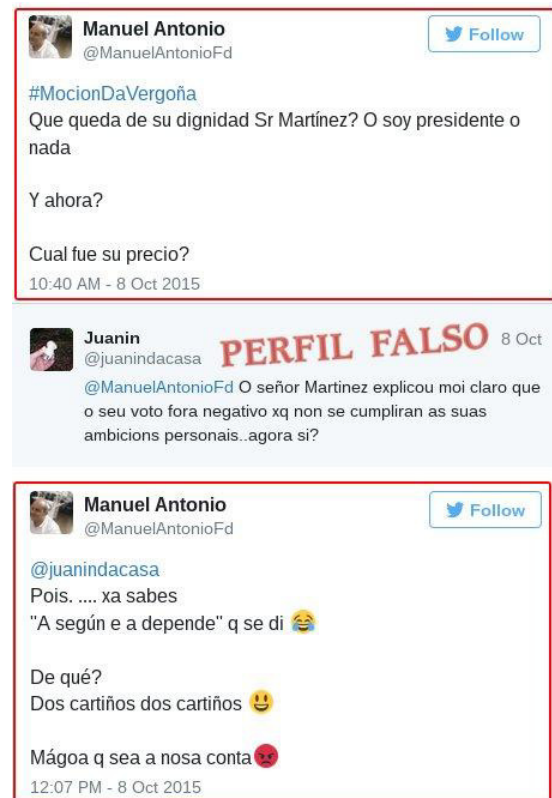 Manuel Antonio
@ManuelAntonioFd
Follow
#MocionDaVergoña
Que queda de su dignidad Sr Martínez? O soy presidente o
nada
Y ahora?
Cual fue su precio?
10:40 AM - 8 Oct 2015
Juanin
@juanindacasa
PERFIL FALSO
8 Oct
@ManuelAntonioFd O señor Martinez explicou moi claro que
o seu voto fora negativo xq non se cumpliran as suas
ambicions personais..agora si?
Manuel Antonio
@ManuelAntonioFd
Follow
@juanindacasa
Pois. .... xa sabes
"A según e a depende" q se di 😂
De qué?
Dos cartiños dos cartiños 😃
Mágoa q sea a nosa conta😡
12:07 PM - 8 Oct 2015